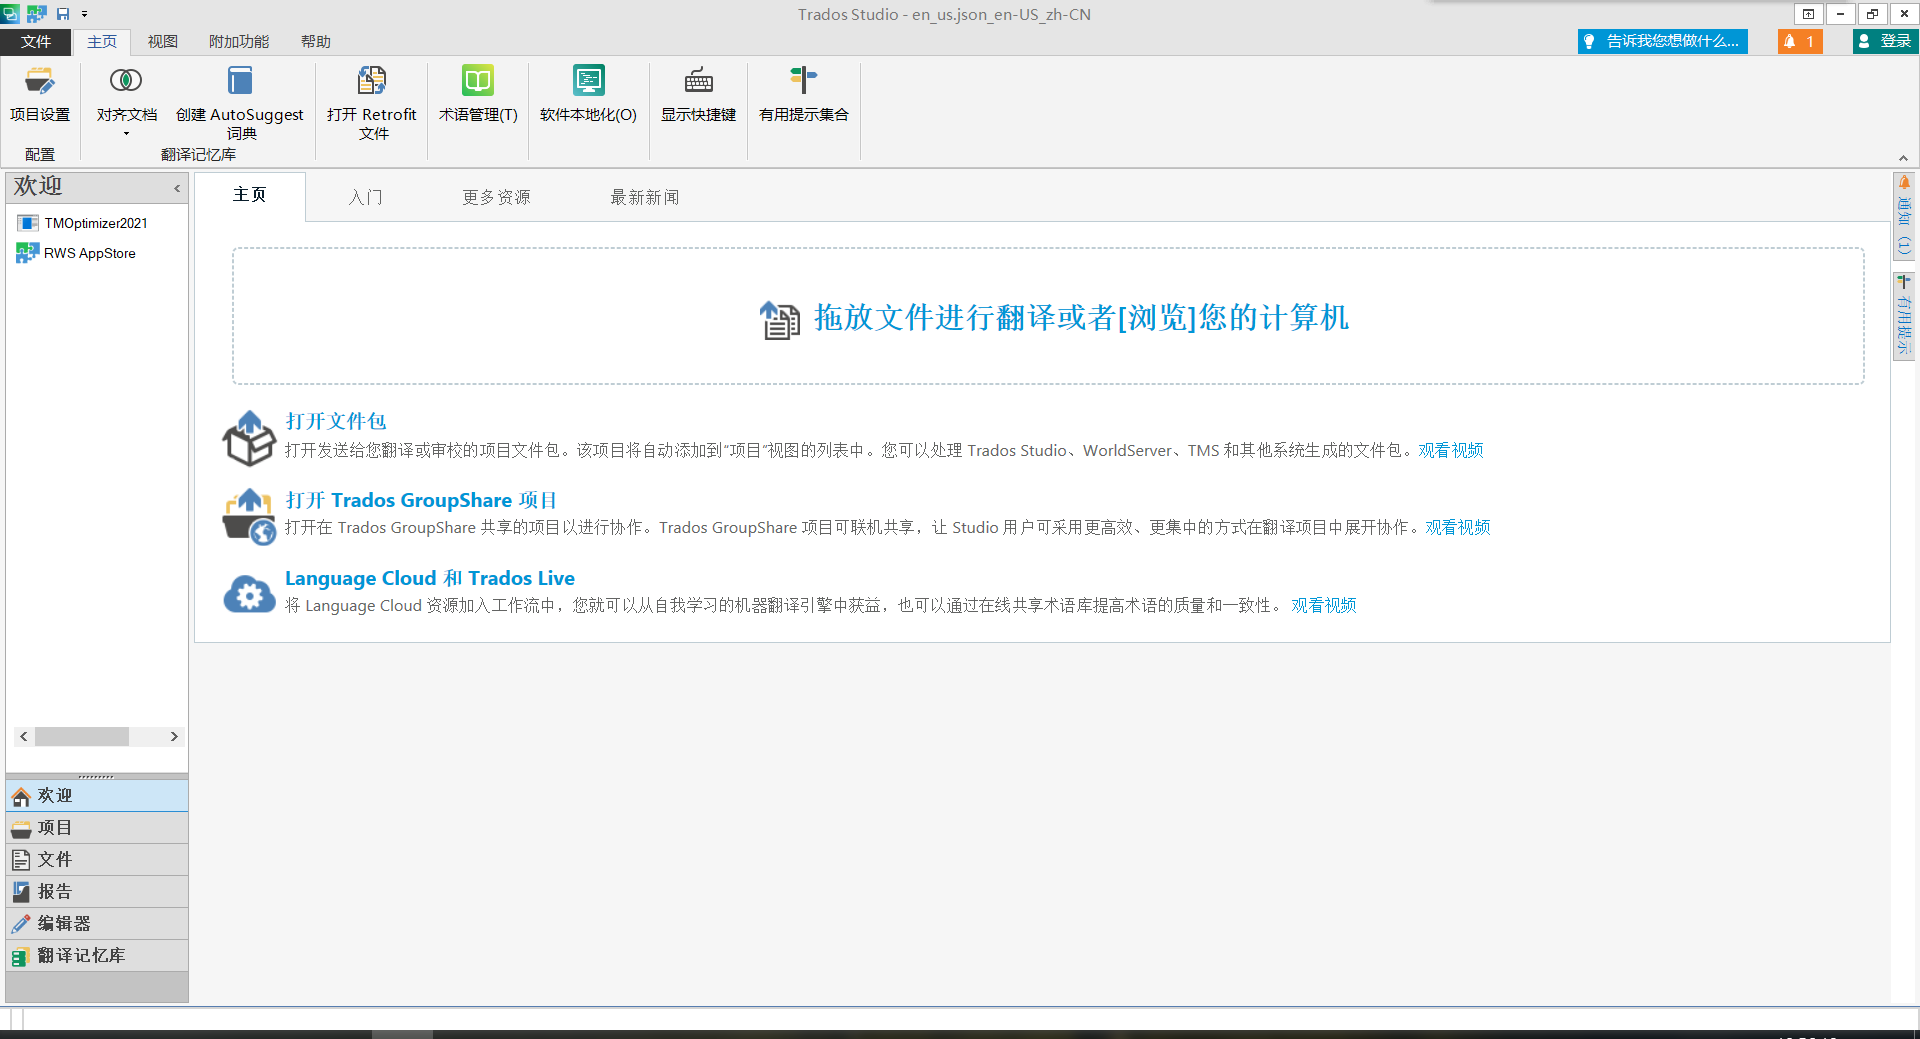 Trados Studio - en_us.json_en-US_zh-CN
文件 主页 视图 附加功能 帮助
告诉我您想做什么...
1
登录
项目设置
配置
对齐文档
创建 AutoSuggest
词典
翻译记忆库
打开 Retrofit
文件
术语管理(T)
软件本地化(O)
显示快捷键
有用提示集合
欢迎
TMOptimizer2021
RWS AppStore
主页 入门 更多资源 最新新闻
拖放文件进行翻译或者[浏览]您的计算机
打开文件包
打开发送给您翻译或审校的项目文件包。该项目将自动添加到“项目”视图的列表中。您可以处理 Trados Studio、WorldServer、TMS 和其他系统生成的文件包。观看视频
打开 Trados GroupShare 项目
打开在 Trados GroupShare 共享的项目以进行协作。Trados GroupShare 项目可联机共享，让 Studio 用户可采用更高效、更集中的方式在翻译项目中展开协作。观看视频
Language Cloud 和 Trados Live
将 Language Cloud 资源加入工作流中，您就可以从自我学习的机器翻译引擎中获益，也可以通过在线共享术语库提高术语的质量和一致性。 观看视频
通知 (1)
有用提示
欢迎
项目
文件
报告
编辑器
翻译记忆库